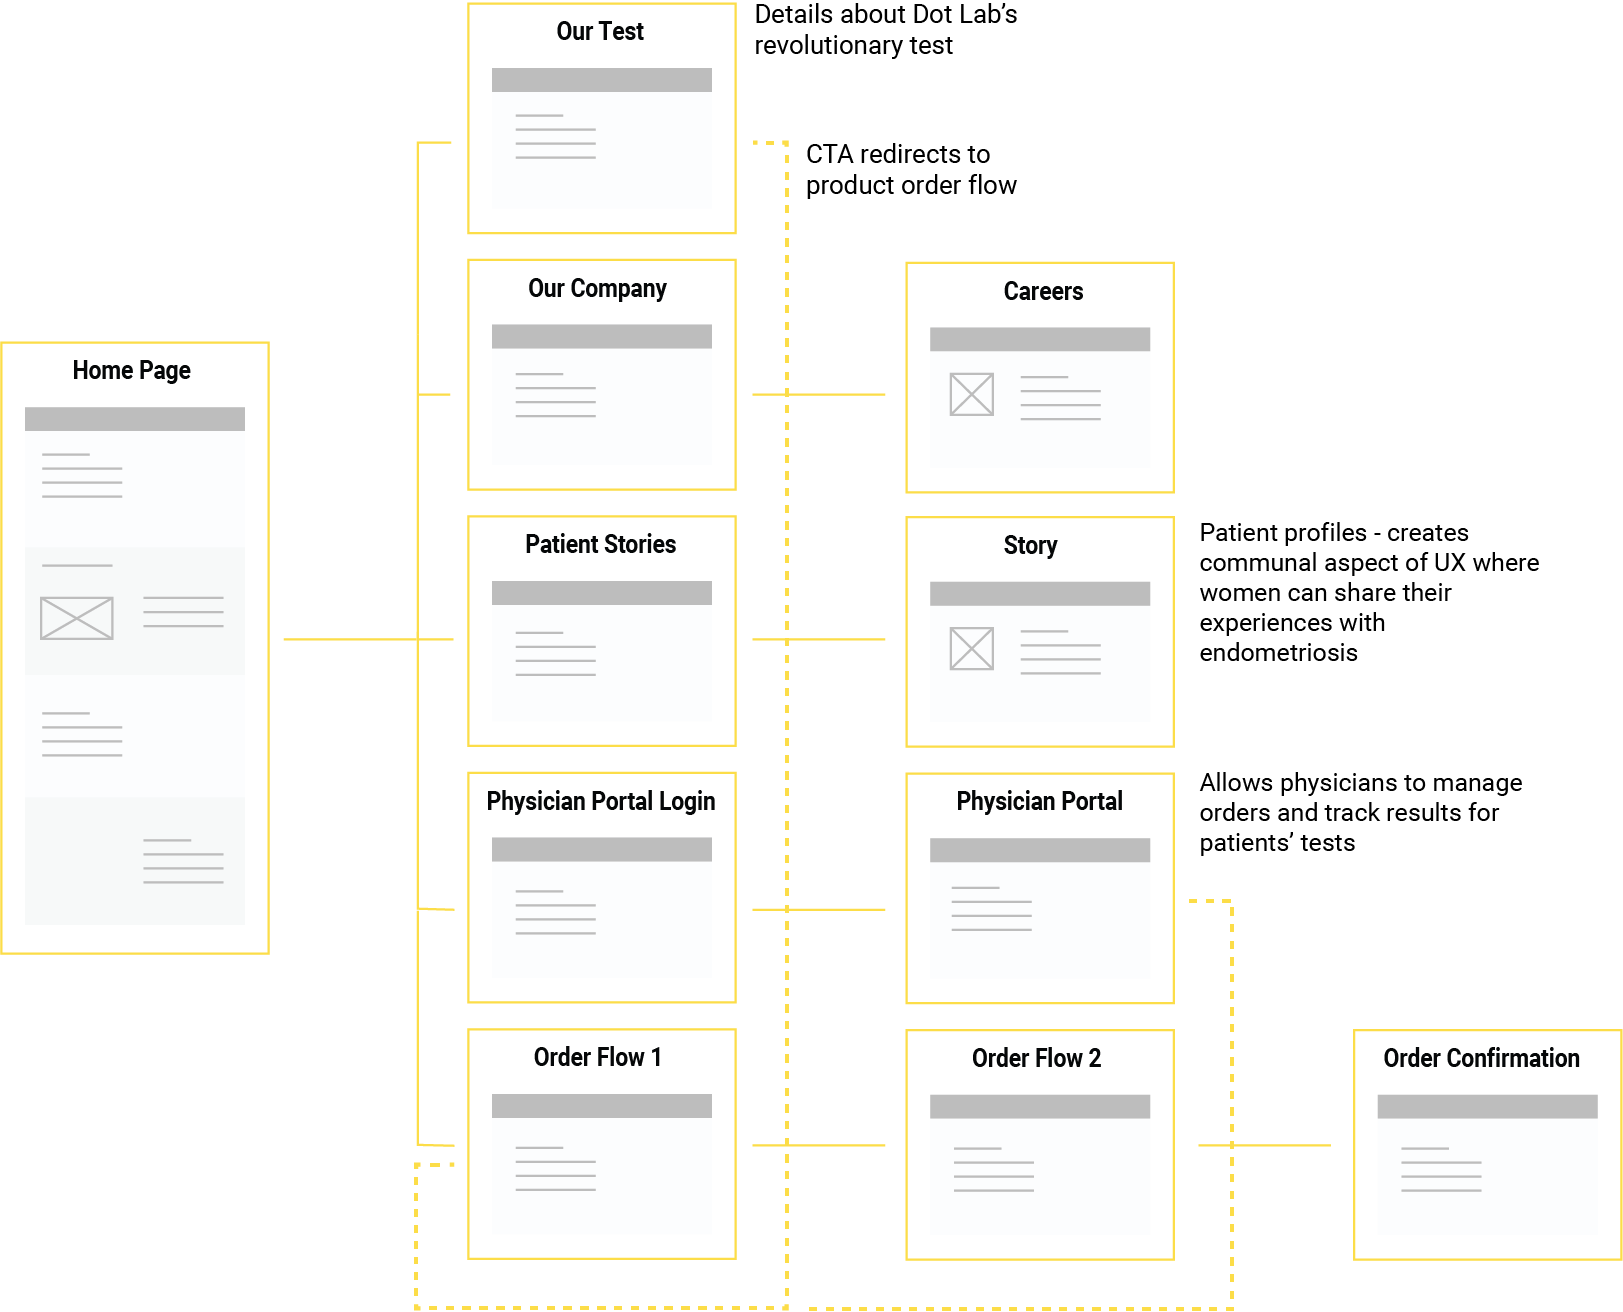 Our Test
Details about Dot Lab’s
revolutionary test
CTA redirects to
product order flow
Our Company
Careers
Home Page
Patient Stories
Story
Patient profiles - creates
communal aspect of UX where
women can share their
experiences with
endometriosis
Physician Portal Login
Physician Portal
Allows physicians to manage
orders and track results for
patients’ tests
Order Flow 1
Order Flow 2
Order Confirmation